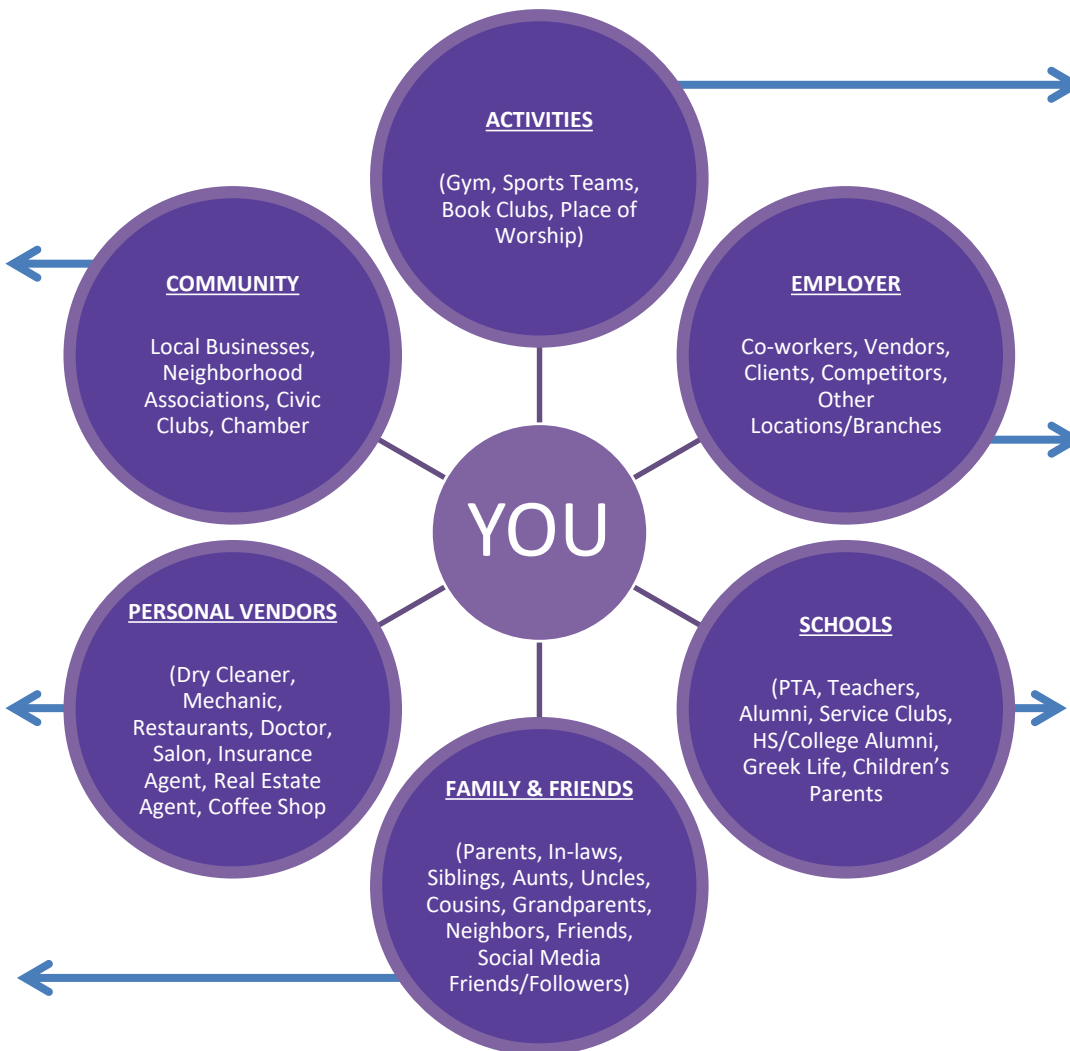 ACTIVITIES
(Gym, Sports Teams,
Book Clubs, Place of
Worship)
COMMUNITY
Local Businesses,
Neighborhood
Associations, Civic
Clubs, Chamber
EMPLOYER
Co-workers, Vendors,
Clients, Competitors,
Other
Locations/Branches
YOU
PERSONAL VENDORS
(Dry Cleaner,
Mechanic,
Restaurants, Doctor,
Salon, Insurance
Agent, Real Estate
Agent, Coffee Shop
SCHOOLS
(PTA, Teachers,
Alumni, Service Clubs,
HS/College Alumni,
Greek Life, Children’s
Parents
FAMILY & FRIENDS
(Parents, In-laws,
Siblings, Aunts, Uncles,
Cousins, Grandparents,
Neighbors, Friends,
Social Media
Friends/Followers)